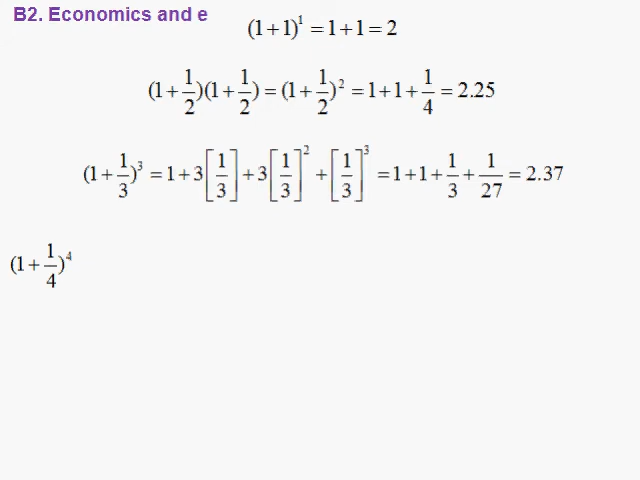 B2. Economics and e
(1+1)^1 = 1+1 = 2
(1+1/2)(1+1/2) = (1+1/2)^2 = 1+1+1/4 = 2.25
(1+1/3)^3 = 1+3[1/3]+3[1/3]^2+[1/3]^3 = 1+1+1/3+1/27 = 2.37
(1+1/4)^4